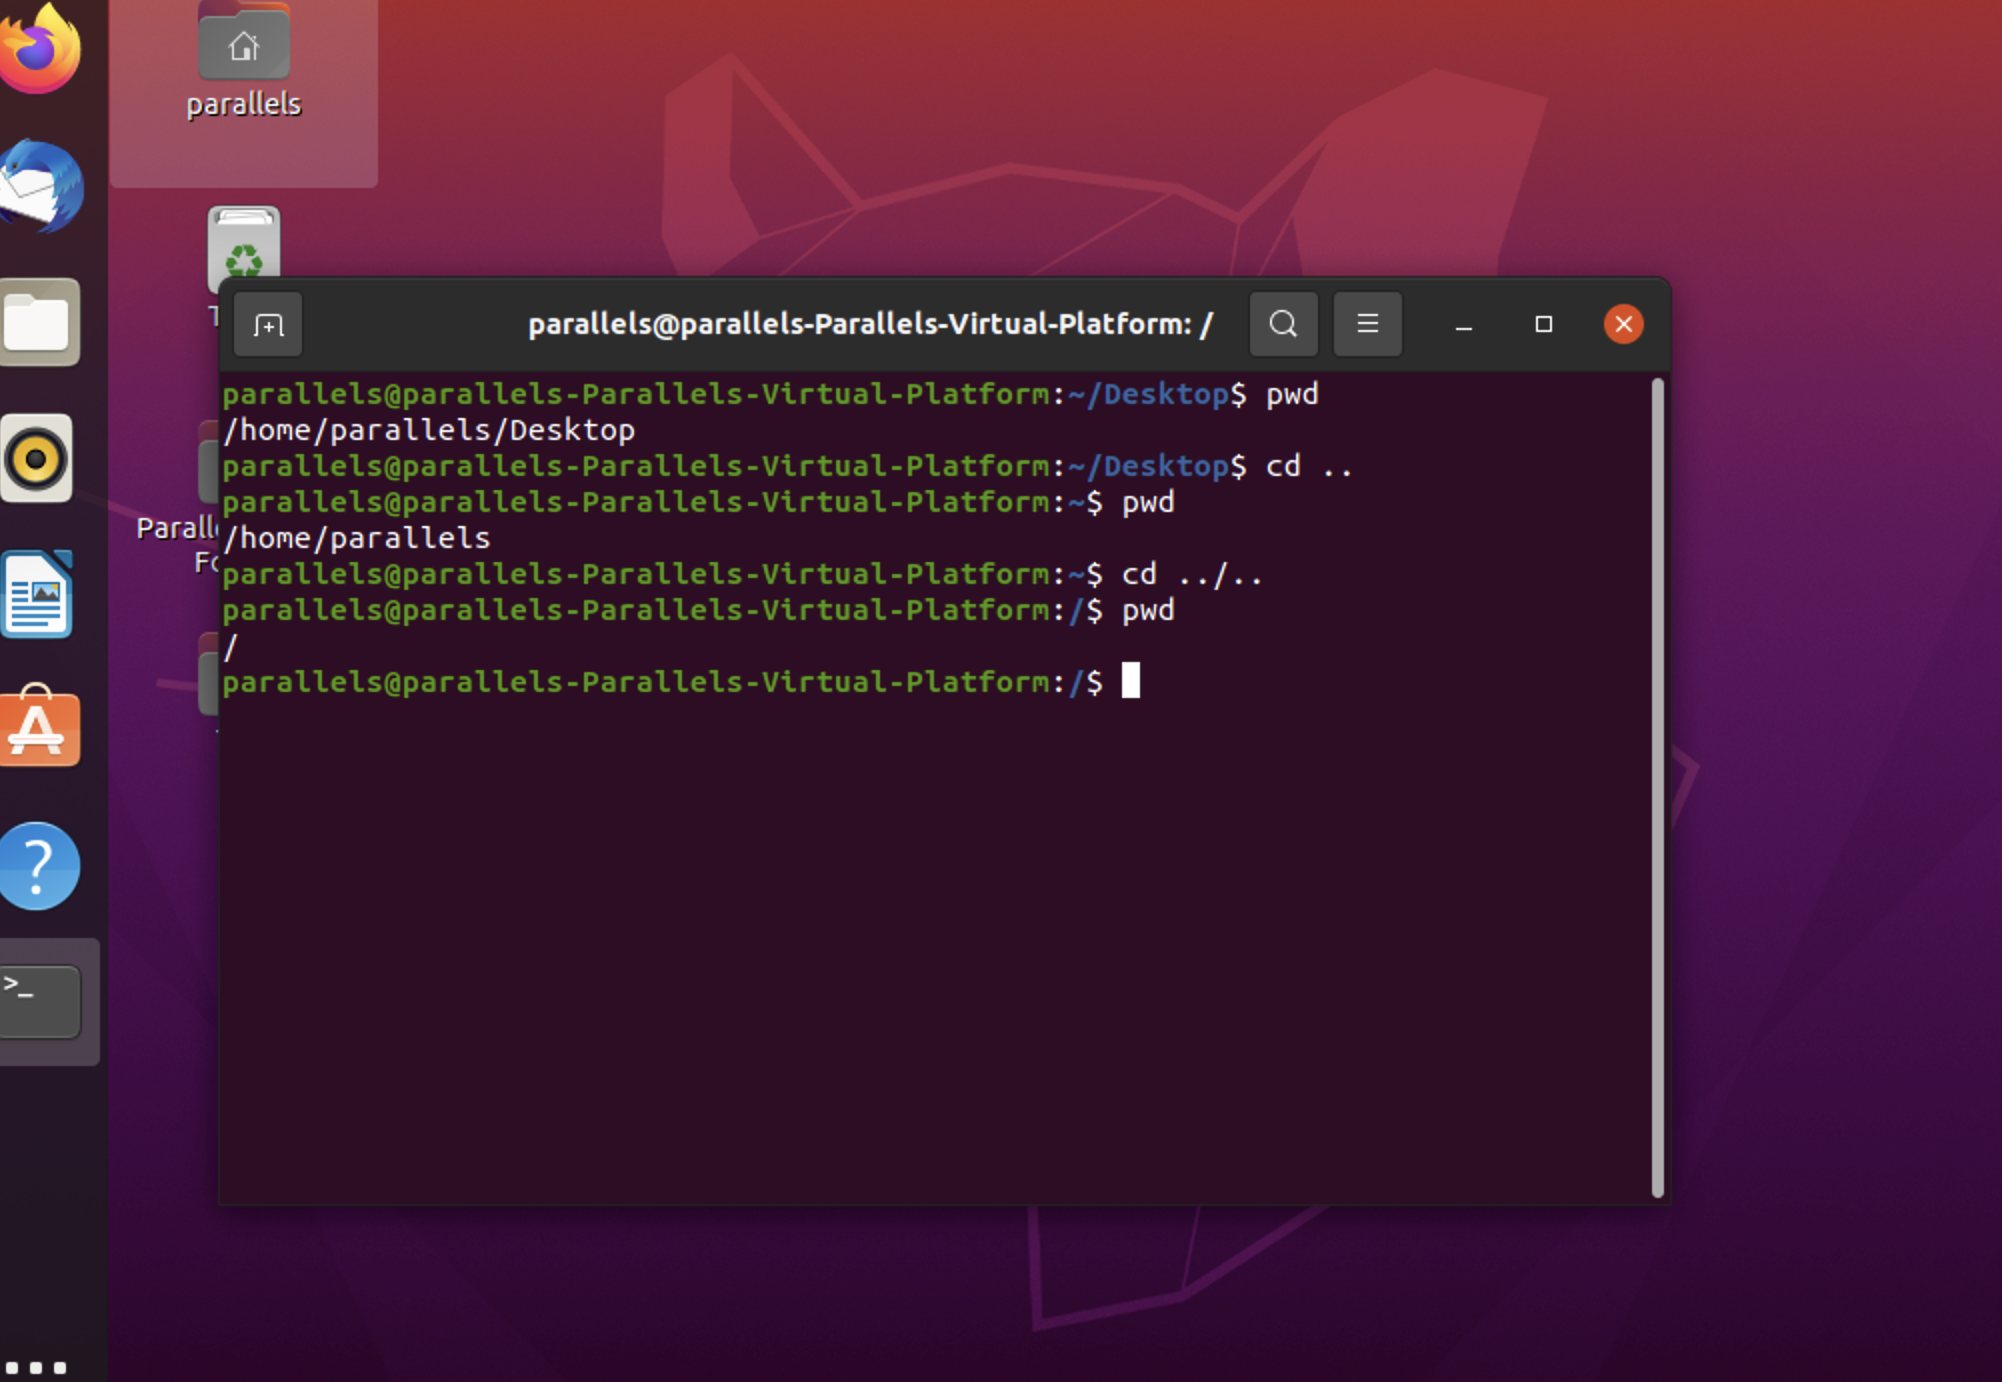 parallels
parallels@parallels-Parallels-Virtual-Platform: /
parallels@parallels-Parallels-Virtual-Platform:~/Desktop$ pwd
/home/parallels/Desktop
parallels@parallels-Parallels-Virtual-Platform:~/Desktop$ cd ..
parallels@parallels-Parallels-Virtual-Platform:~$ pwd
/home/parallels
parallels@parallels-Parallels-Virtual-Platform:~$ cd ../..
parallels@parallels-Parallels-Virtual-Platform:/$ pwd
/
parallels@parallels-Parallels-Virtual-Platform:/$